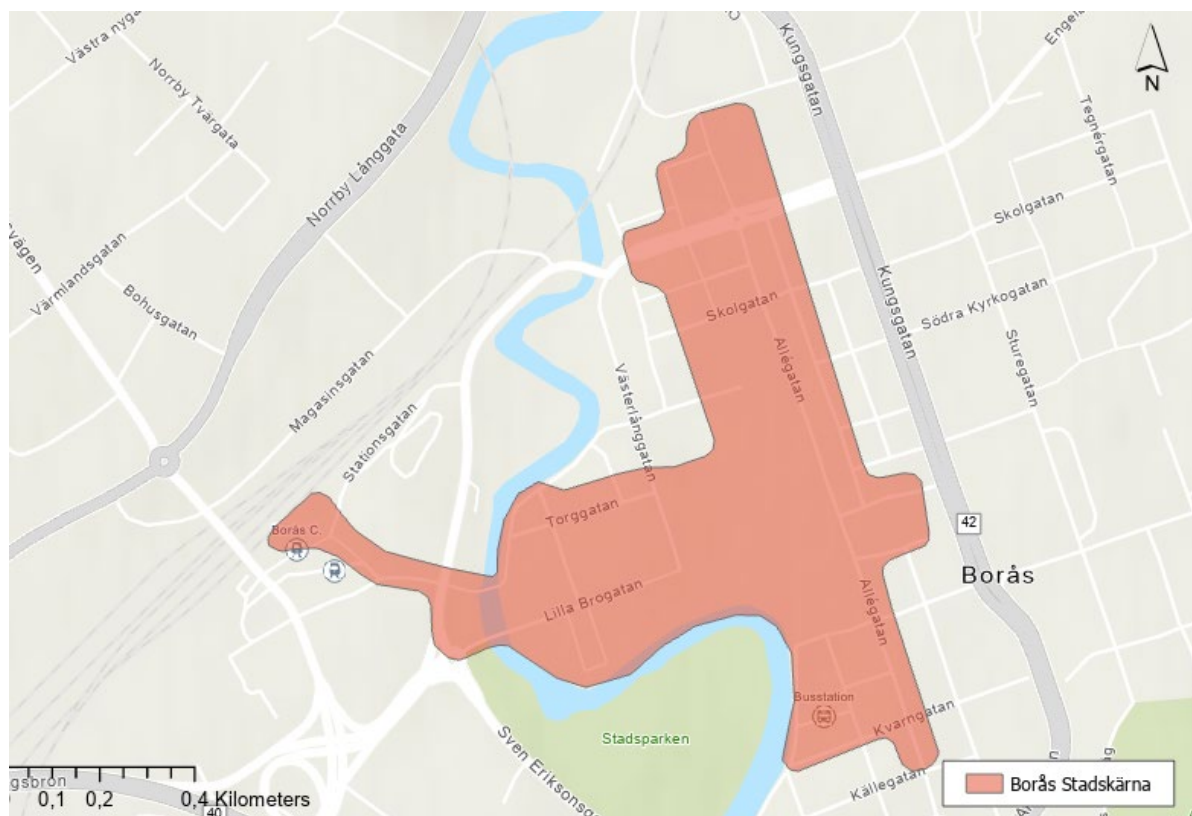 Västra nyga
Norrby Tvärgata
Norrby Långgata
Kungsgatan
Engelb
N
Tegnérgatan
Skolgatan
Södra Kyrkogatan
Sturegatan
Kungsgatan
Värmlandsgatan
Bohusgatan
Magasinsgatan
Stationsgatan
Skolgatan
Allégatan
Västerlånggatan
Torggatan
Borås C.
42
Borås
Lilla Brogatan
Allégatan
Busstation
Kvarngatan
Stadsparken
Sven Eriksonsg
Källegatan
gsbron
40
0,1 0,2 0,4 Kilometers
Borås Stadskärna